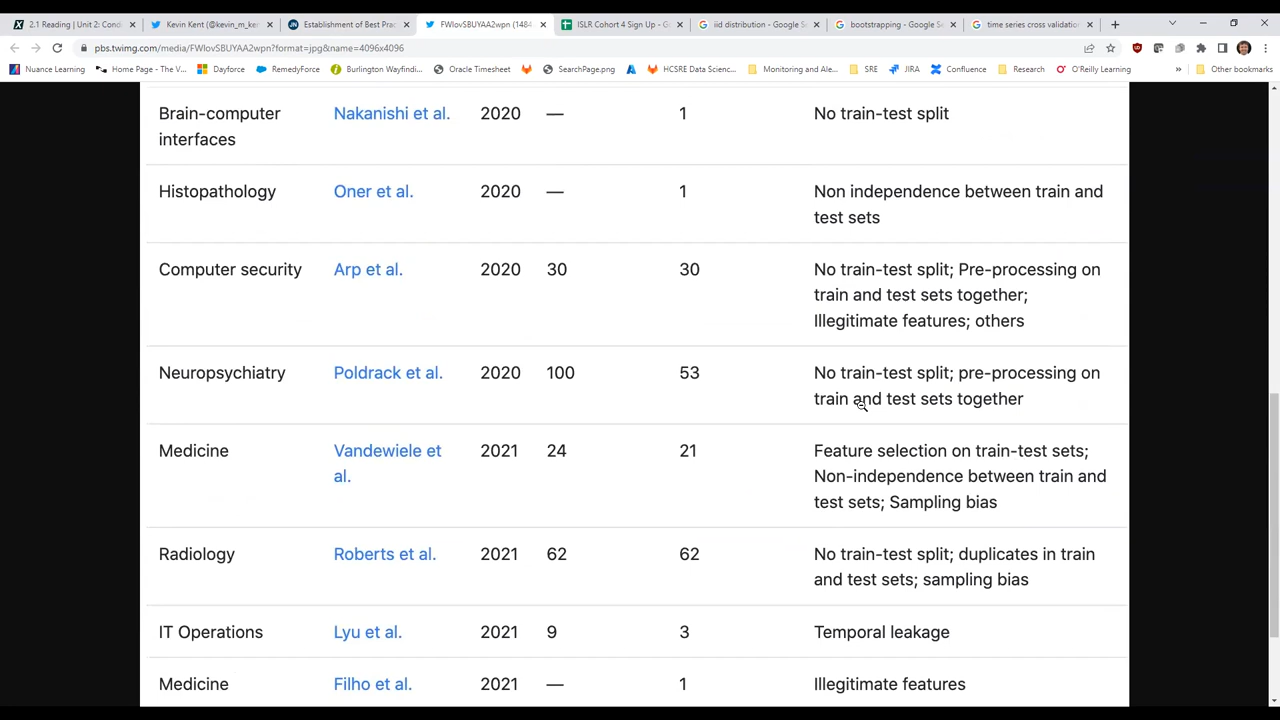 2.1 Reading | Unit 2: Cond
Kevin Kent (@kevin_m_ke
Establishment of Best Prac
FWIovSBUYAA2wpn (1484
ISLR Cohort 4 Sign Up - G
iid distribution - Google S
bootstrapping - Google Se
time series cross validation
pbs.twimg.com/media/FWIovSBUYAA2wpn?format=jpg&name=4096x4096
Nuance Learning
Home Page - The V...
Dayforce
RemedyForce
Burlington Wayfindi...
Oracle Timesheet
SearchPage.png
HCSRE Data Scienc...
Monitoring and Ale...
SRE
JIRA
Confluence
Research
O'Reilly Learning
»
Other bookmarks
Brain-computer interfaces Nakanishi et al. 2020 — 1 No train-test split
Histopathology Oner et al. 2020 — 1 Non independence between train and
test sets
Computer security Arp et al. 2020 30 30 No train-test split; Pre-processing on
train and test sets together;
Illegitimate features; others
Neuropsychiatry Poldrack et al. 2020 100 53 No train-test split; pre-processing on
train and test sets together
Medicine Vandewiele et al. 2021 24 21 Feature selection on train-test sets;
Non-independence between train and
test sets; Sampling bias
Radiology Roberts et al. 2021 62 62 No train-test split; duplicates in train
and test sets; sampling bias
IT Operations Lyu et al. 2021 9 3 Temporal leakage
Medicine Filho et al. 2021 — 1 Illegitimate features